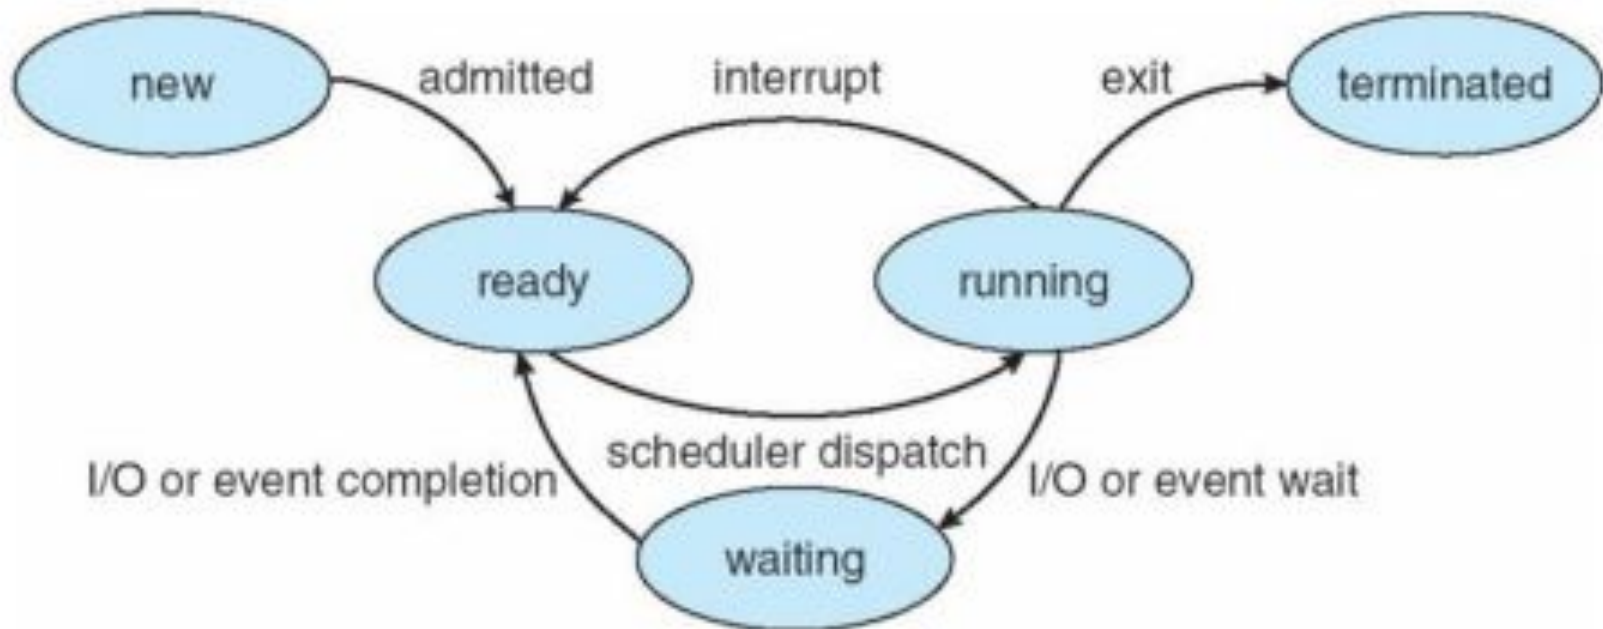 new
admitted
interrupt
exit
terminated
ready
running
scheduler dispatch
I/O or event completion
I/O or event wait
waiting